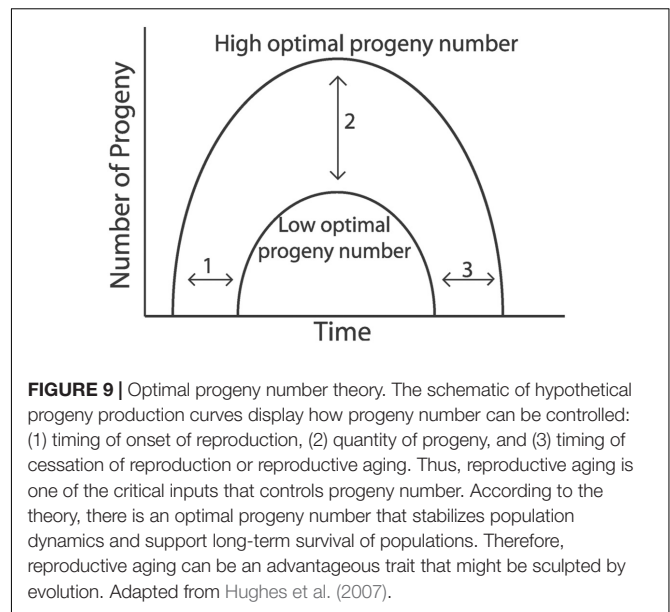 High optimal progeny number
Number of Progeny
2
Low optimal
progeny number
1
3
Time
FIGURE 9 | Optimal progeny number theory. The schematic of hypothetical
progeny production curves display how progeny number can be controlled:
(1) timing of onset of reproduction, (2) quantity of progeny, and (3) timing of
cessation of reproduction or reproductive aging. Thus, reproductive aging is
one of the critical inputs that controls progeny number. According to the
theory, there is an optimal progeny number that stabilizes population
dynamics and support long-term survival of populations. Therefore,
reproductive aging can be an advantageous trait that might be sculpted by
evolution. Adapted from Hughes et al. (2007).